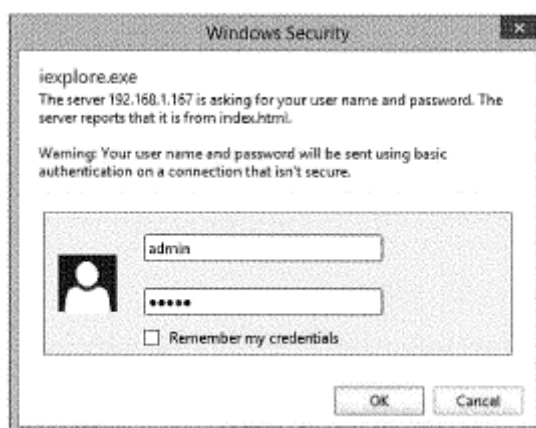 Windows Security
iexplore.exe
The server 192.168.1.167 is asking for your user name and password. The
server reports that it is from index.html.
Warning: Your user name and password will be sent using basic
authentication on a connection that isn't secure.
admin
•••••
Remember my credentials
OK
Cancel